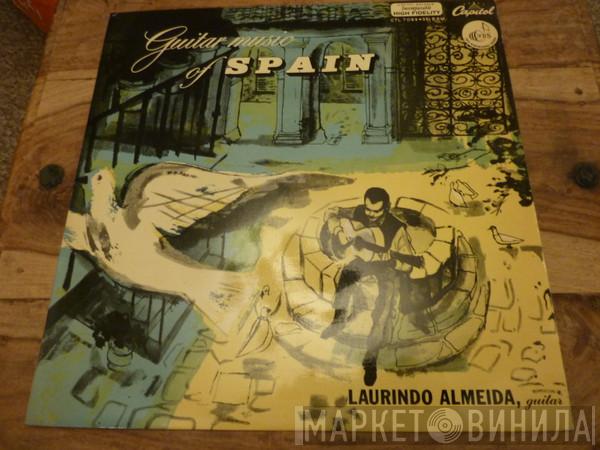 Guitar music
of SPAIN
HIGH FIDELITY
Capitol
LAURINDO ALMEIDA, guitar
МАРКЕТ ВИНИЛА